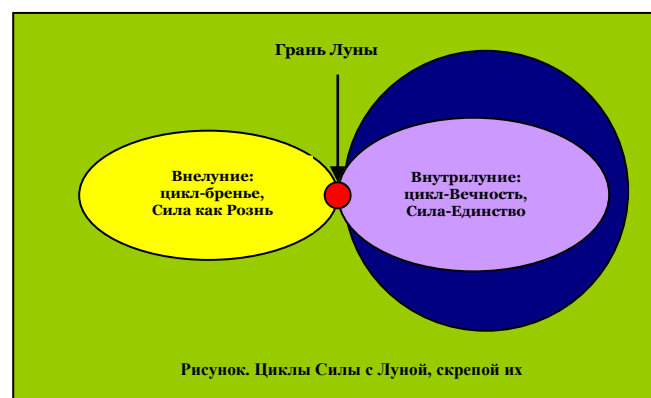 Грань Луны
Внелуние:
цикл-бренье,
Сила как Рознь
Внутрилуние:
цикл-Вечность,
Сила-Единство
Рисунок. Циклы Силы с Луной, скрепой их